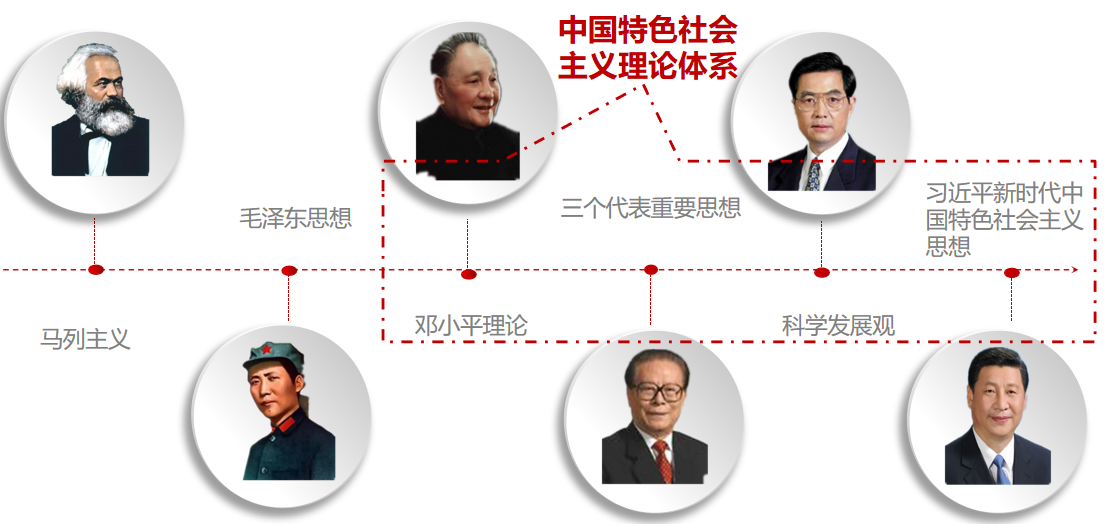 中国特色社会
主义理论体系
毛泽东思想
三个代表重要思想
习近平新时代中
国特色社会主义
思想
马列主义
邓小平理论
科学发展观